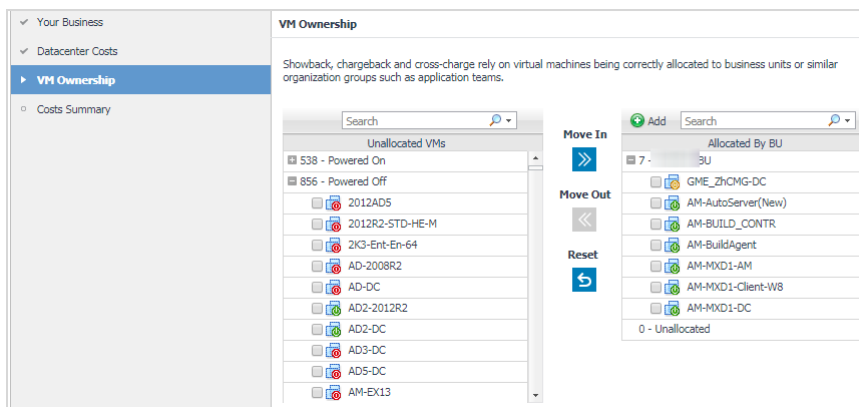 Your Business
Datacenter Costs
VM Ownership
Costs Summary
VM Ownership
Showback, chargeback and cross-charge rely on virtual machines being correctly allocated to business units or similar
organization groups such as application teams.
Search
Unallocated VMs
538 - Powered On
856 - Powered Off
2012AD5
2012R2-STD-HE-M
2K3-Ent-En-64
AD-2008R2
AD-DC
AD2-2012R2
AD2-DC
AD3-DC
AD5-DC
AM-EX13
Move In
Move Out
Reset
Add
Search
Allocated By BU
7 - BU
GME_ZhCMG-DC
AM-AutoServer(New)
AM-BUILD_CONTR
AM-BuildAgent
AM-MXD1-AM
AM-MXD1-Client-W8
AM-MXD1-DC
0 - Unallocated